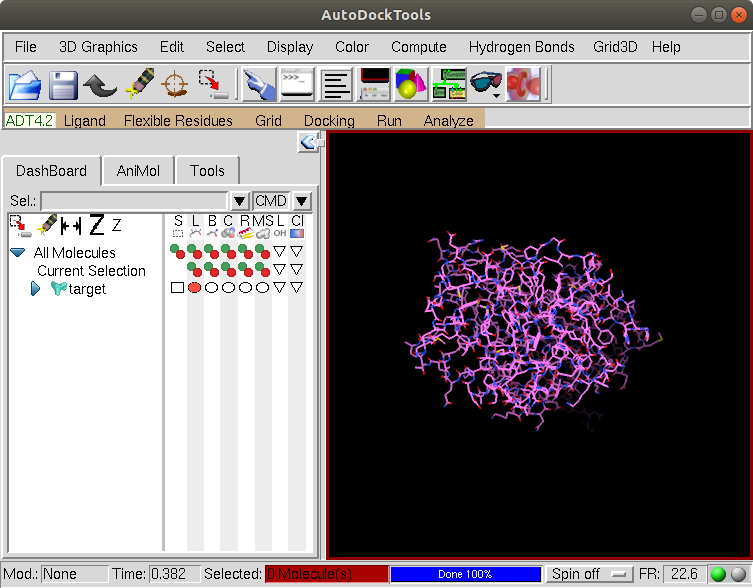 AutoDockTools
File 3D Graphics Edit Select Display Color Compute Hydrogen Bonds Grid3D Help
>>>_
ADT4.2 Ligand Flexible Residues Grid Docking Run Analyze
DashBoard AniMol Tools
Sel.: CMD
Z Z S L B C R MS L Cl
OH
All Molecules
Current Selection
target
Mod.: None Time: 0.382 Selected: 0 Molecule(s) Done 100% Spin off FR: 22.6